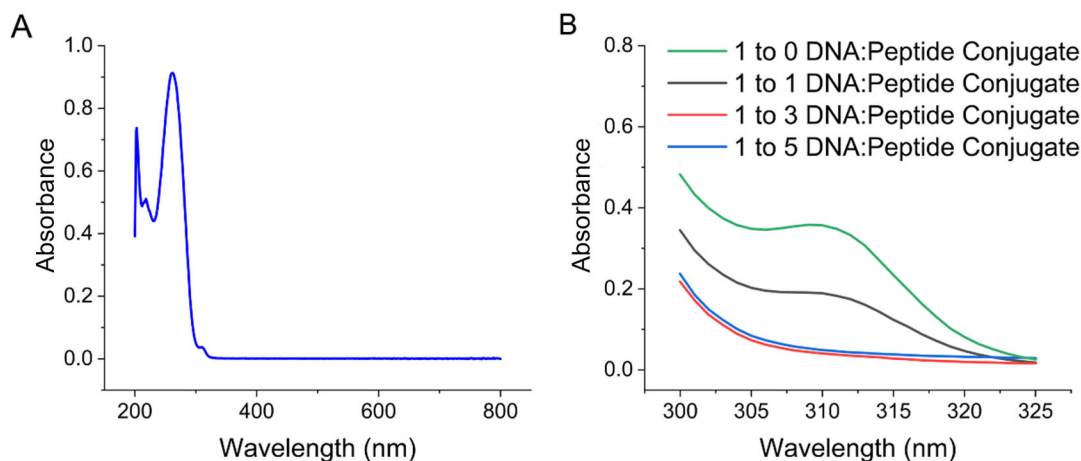 A
B
1.0
0.8
0.6
0.4
0.2
0.0
Absorbance
200
400
600
800
Wavelength (nm)
0.8
0.6
0.4
0.2
0.0
Absorbance
1 to 0 DNA:Peptide Conjugate
1 to 1 DNA:Peptide Conjugate
1 to 3 DNA:Peptide Conjugate
1 to 5 DNA:Peptide Conjugate
300
305
310
315
320
325
Wavelength (nm)